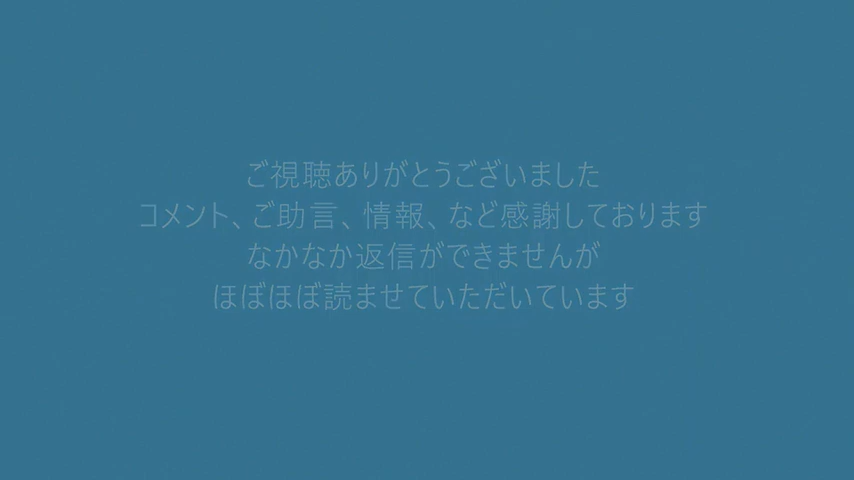 ご視聴ありがとうございました
コメント、ご助言、情報、など感謝しております
なかなか返信ができませんが
ほぼほぼ読ませていただいています